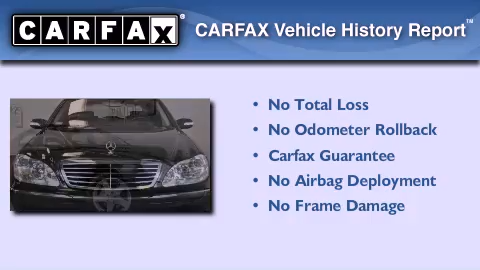 CARFAX® CARFAX Vehicle History Report™
• No Total Loss
• No Odometer Rollback
• Carfax Guarantee
• No Airbag Deployment
• No Frame Damage